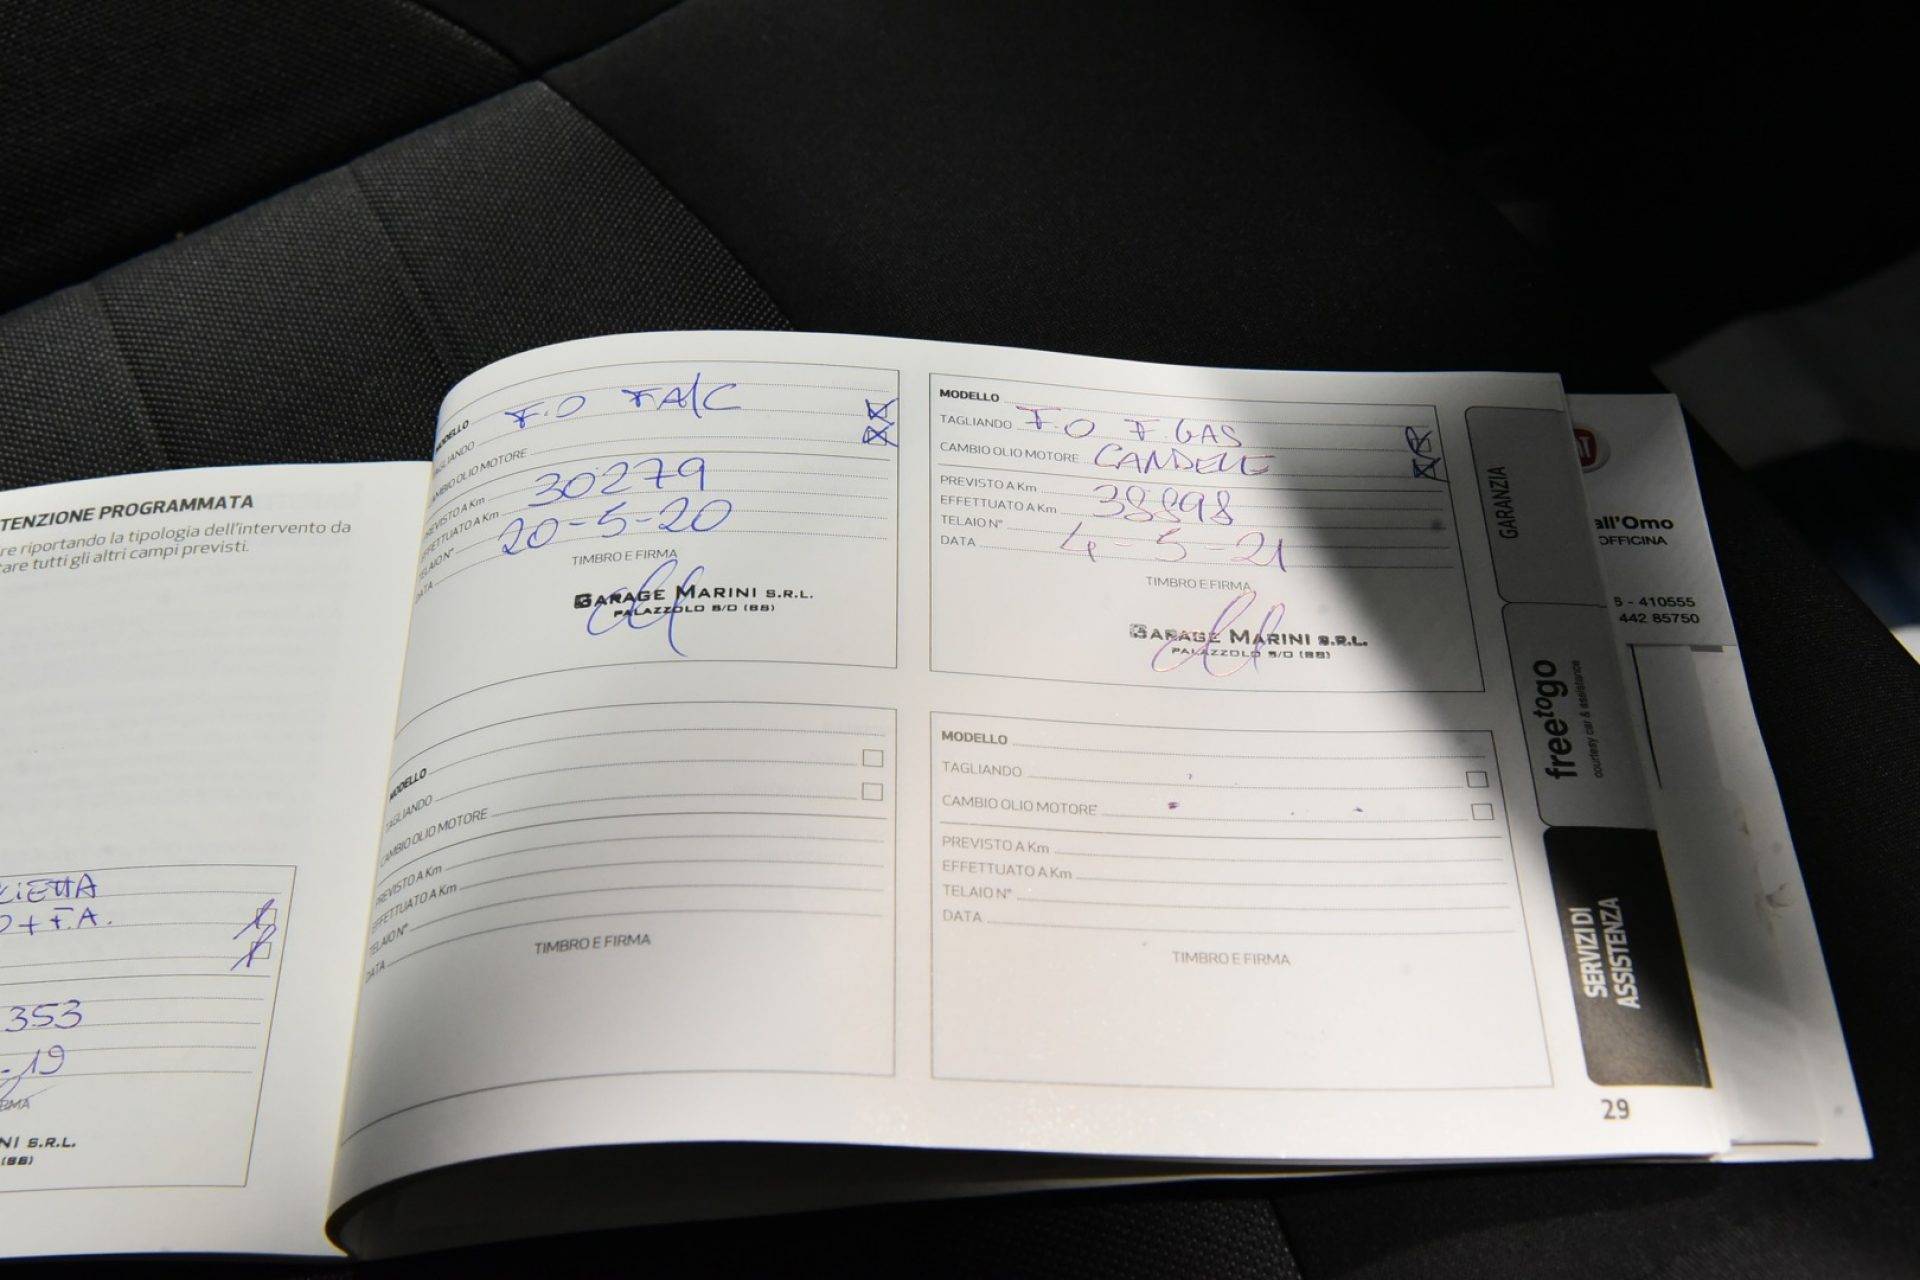 TENZIONE PROGRAMMATA
re riportando la tipologia dell'intervento da
tare tutti gli altri campi previsti.
+ F.A.
353
19
NI S.R.L.
MODELLO
TAGLIANDO F.O FA/C
CAMBIO OLIO MOTORE
PREVISTO A Km
EFFETTUATO A Km 30279
TELAIO N°
DATA 20-5-20
TIMBRO E FIRMA
GARAGE MARINI S.R.L.
PALAZZOLO S/O (BS)
MODELLO
TAGLIANDO F.O F.GAS
CAMBIO OLIO MOTORE CANDELE
PREVISTO A Km
EFFETTUATO A Km 38898
TELAIO N°
DATA 4-5-21
TIMBRO E FIRMA
GARAGE MARINI S.R.L.
PALAZZOLO S/O (BS)
MODELLO
TAGLIANDO
CAMBIO OLIO MOTORE
PREVISTO A Km
EFFETTUATO A Km
TELAIO N°
DATA
TIMBRO E FIRMA
MODELLO
TAGLIANDO
CAMBIO OLIO MOTORE
PREVISTO A Km
EFFETTUATO A Km
TELAIO N°
DATA
TIMBRO E FIRMA
GARANZIA
freetogo
courtesy car & assistance
SERVIZI DI
ASSISTENZA
29
all'Omo
OFFICINA
- 410555
442 85750